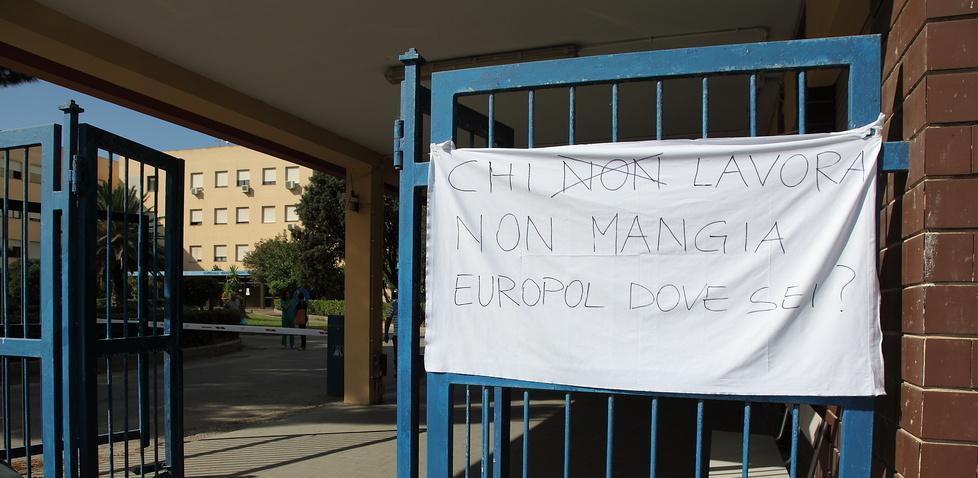 CHI NON LAVORA
NON MANGIA
EUROPOL DOVE SEI?